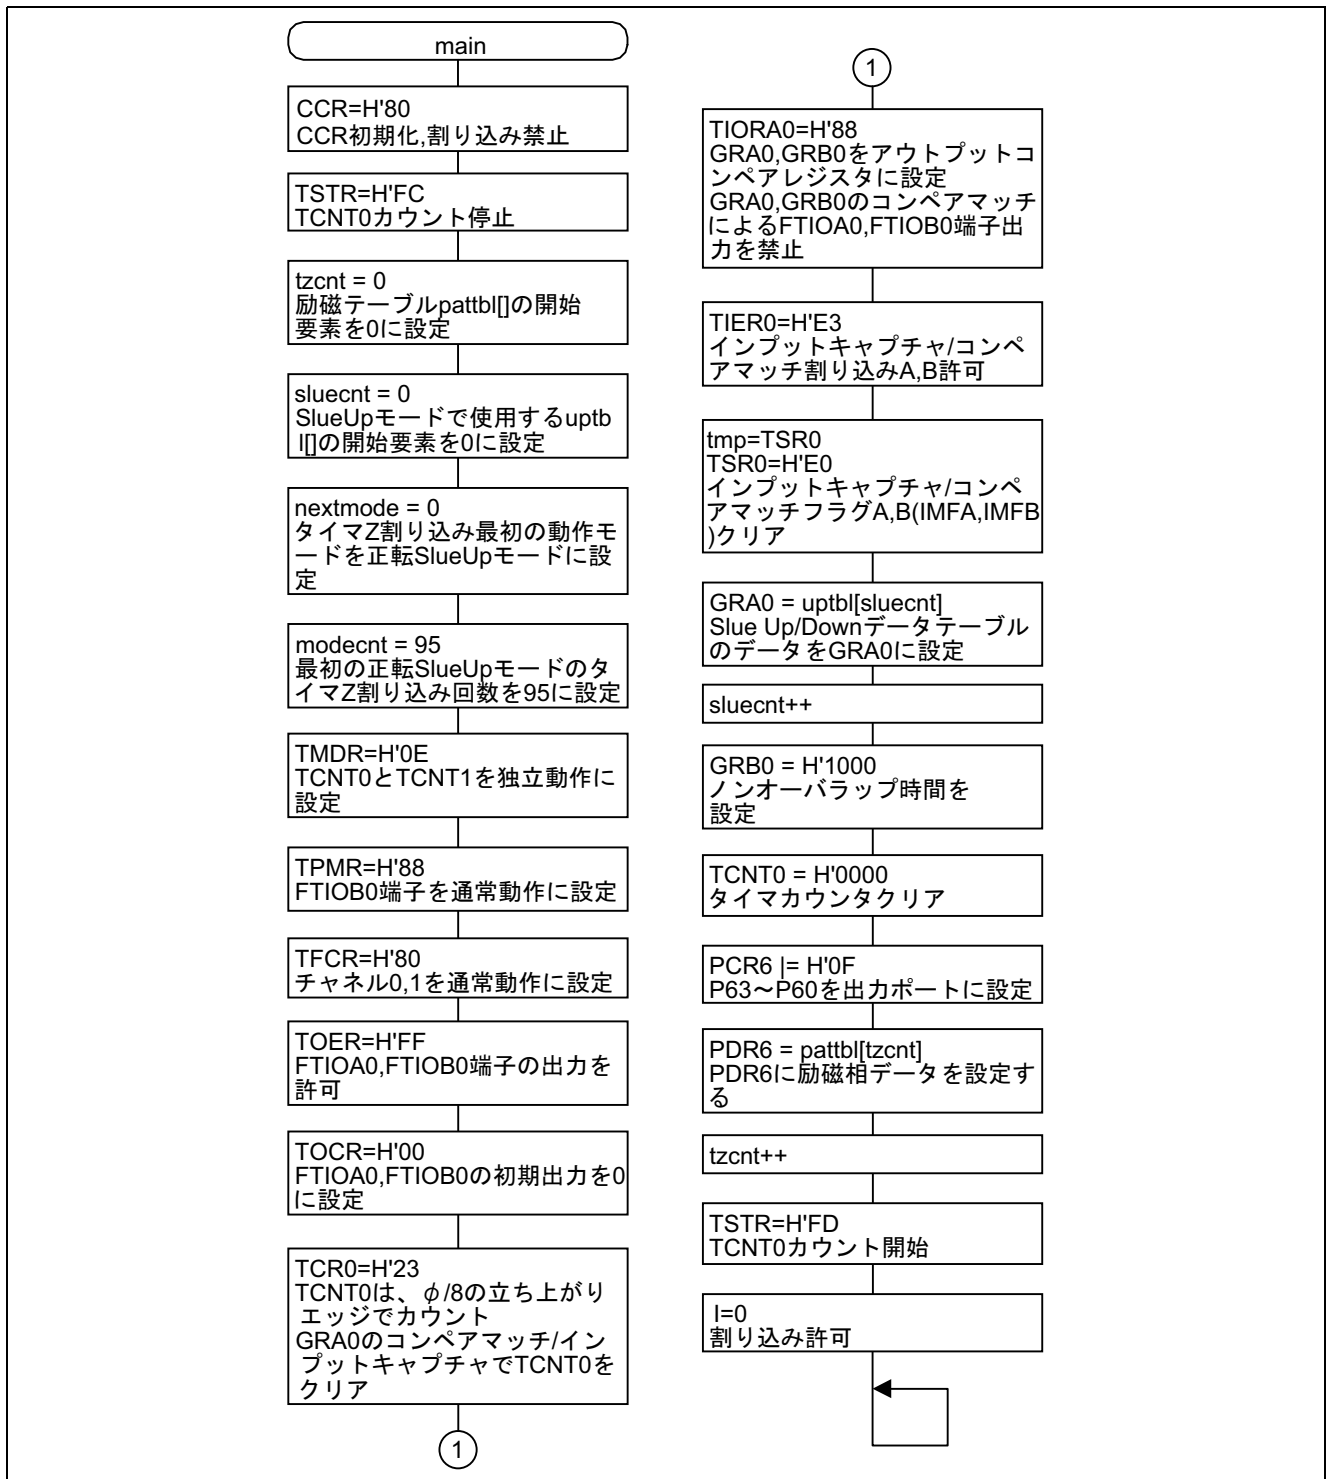 main
CCR=H'80
CCR初期化,割り込み禁止
TSTR=H'FC
TCNT0カウント停止
tzcnt = 0
励磁テーブルpattbl[]の開始
要素を0に設定
sluecnt = 0
SlueUpモードで使用するuptb
l[]の開始要素を0に設定
nextmode = 0
タイマZ割り込み最初の動作モ
ードを正転SlueUpモードに設
定
modecnt = 95
最初の正転SlueUpモードのタ
イマZ割り込み回数を95に設定
TMDR=H'0E
TCNT0とTCNT1を独立動作に
設定
TPMR=H'88
FTIOB0端子を通常動作に設定
TFCR=H'80
チャネル0,1を通常動作に設定
TOER=H'FF
FTIOA0,FTIOB0端子の出力を
許可
TOCR=H'00
FTIOA0,FTIOB0の初期出力を0
に設定
TCR0=H'23
TCNT0は、φ/8の立ち上がり
エッジでカウント
GRA0のコンペアマッチ/イン
プットキャプチャでTCNT0を
クリア
1
1
TIORA0=H'88
GRA0,GRB0をアウトプットコ
ンペアレジスタに設定
GRA0,GRB0のコンペアマッチ
によるFTIOA0,FTIOB0端子出
力を禁止
TIER0=H'E3
インプットキャプチャ/コンペ
アマッチ割り込みA,B許可
tmp=TSR0
TSR0=H'E0
インプットキャプチャ/コンペ
アマッチフラグA,B(IMFA,IMFB
)クリア
GRA0 = uptbl[sluecnt]
Slue Up/Downデータテーブル
のデータをGRA0に設定
sluecnt++
GRB0 = H'1000
ノンオーバラップ時間を
設定
TCNT0 = H'0000
タイマカウンタクリア
PCR6 |= H'0F
P63～P60を出力ポートに設定
PDR6 = pattbl[tzcnt]
PDR6に励磁相データを設定す
る
tzcnt++
TSTR=H'FD
TCNT0カウント開始
I=0
割り込み許可